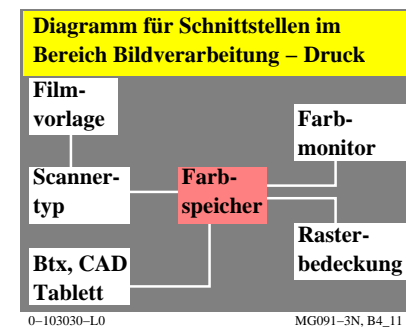 Diagramm für Schnittstellen im
Bereich Bildverarbeitung – Druck
Film-
vorlage
Farb-
monitor
Scanner-
typ
Farb-
speicher
Raster-
bedeckung
Btx, CAD
Tablett
0–103030–L0
MG091–3N, B4_11